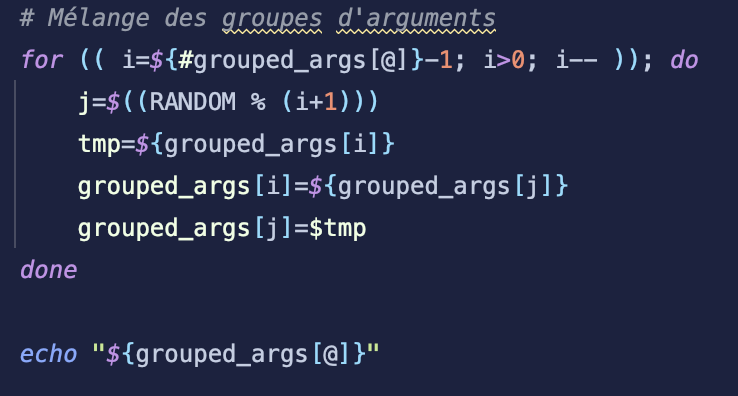 # Mélange des groupes d'arguments
for (( i=${#grouped_args[@]}-1; i>0; i-- )); do
    j=$((RANDOM % (i+1)))
    tmp=${grouped_args[i]}
    grouped_args[i]=${grouped_args[j]}
    grouped_args[j]=$tmp
done

echo "${grouped_args[@]}"